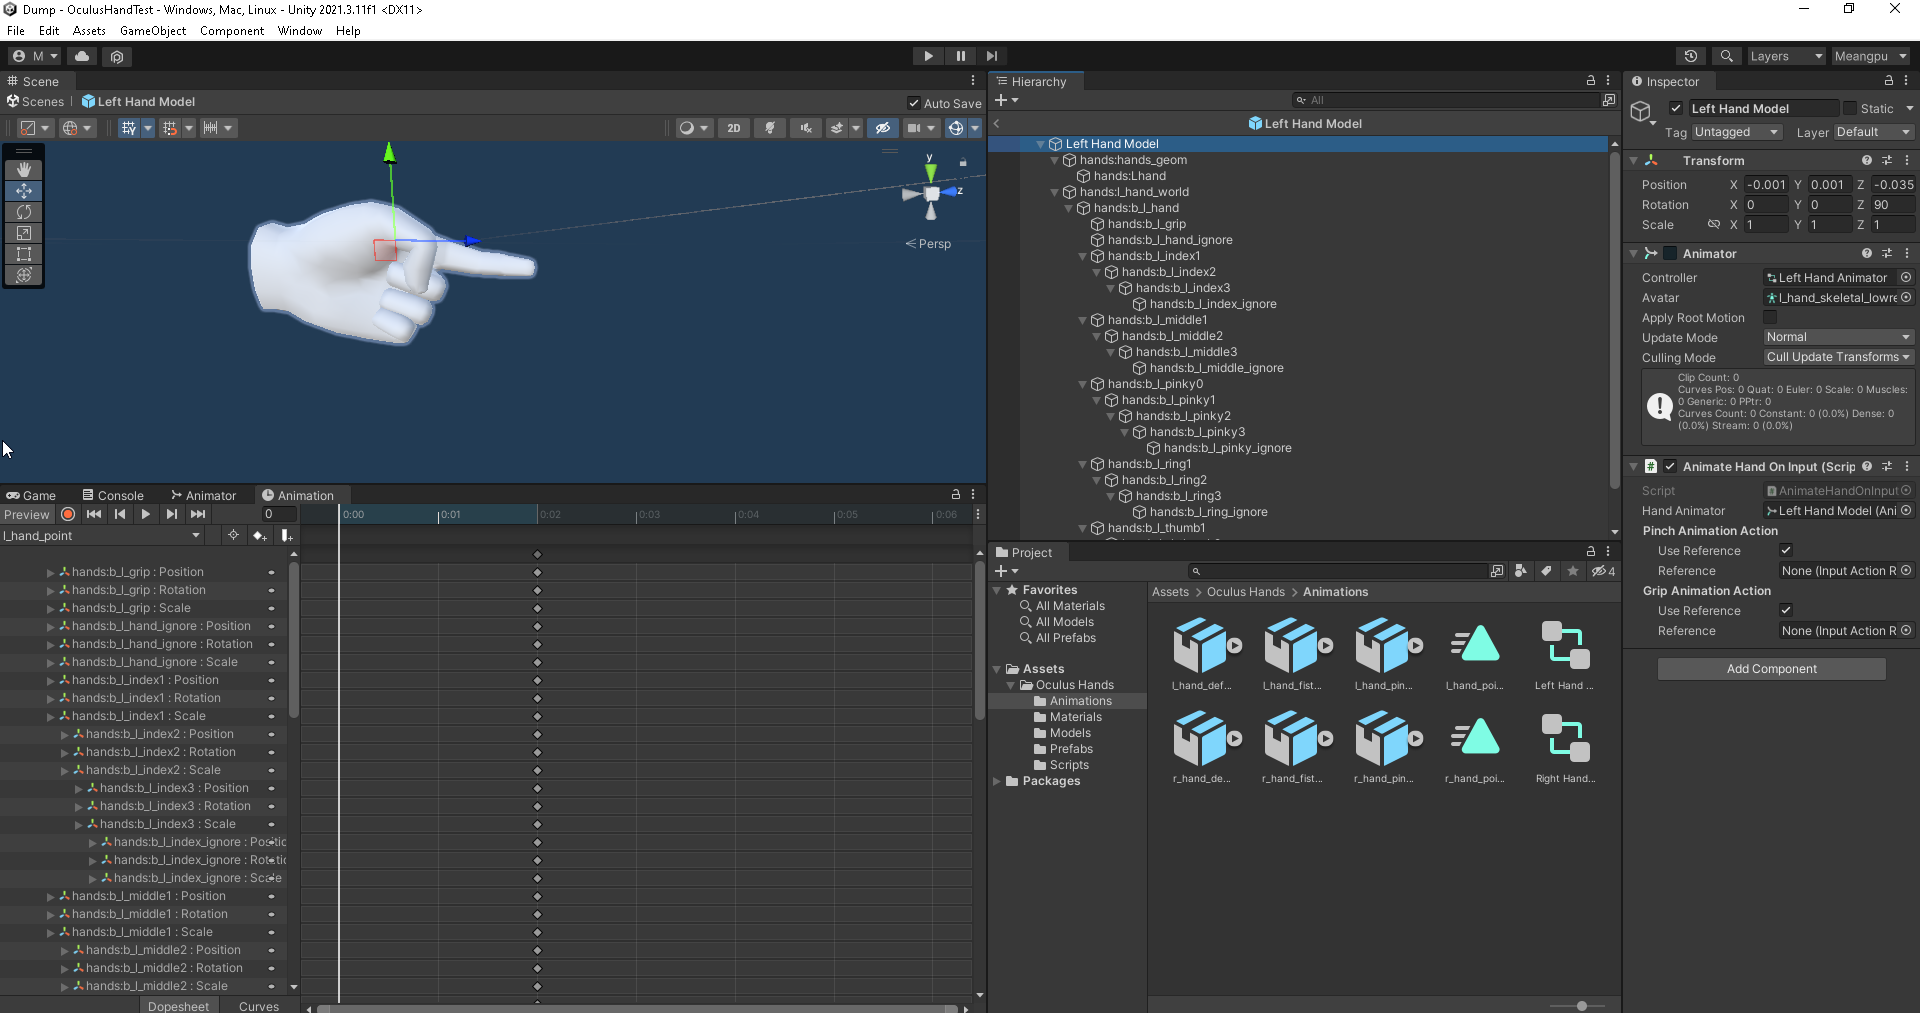 Dump - OculusHandTest - Windows, Mac, Linux - Unity 2021.3.11f1 <DX11>
File Edit Assets GameObject Component Window Help
M
Layers
Meangpu
Scene
Scenes
Left Hand Model
Auto Save
2D
y
z
Persp
Game
Console
Animator
Animation
Preview
0
0:00 0:01 0:02 0:03 0:04 0:05 0:06
l_hand_point
hands:b_l_grip : Position
hands:b_l_grip : Rotation
hands:b_l_grip : Scale
hands:b_l_hand_ignore : Position
hands:b_l_hand_ignore : Rotation
hands:b_l_hand_ignore : Scale
hands:b_l_index1 : Position
hands:b_l_index1 : Rotation
hands:b_l_index1 : Scale
hands:b_l_index2 : Position
hands:b_l_index2 : Rotation
hands:b_l_index2 : Scale
hands:b_l_index3 : Position
hands:b_l_index3 : Rotation
hands:b_l_index3 : Scale
hands:b_l_index_ignore : Positic
hands:b_l_index_ignore : Rotatic
hands:b_l_index_ignore : Scale
hands:b_l_middle1 : Position
hands:b_l_middle1 : Rotation
hands:b_l_middle1 : Scale
hands:b_l_middle2 : Position
hands:b_l_middle2 : Rotation
hands:b_l_middle2 : Scale
Dopesheet
Curves
Hierarchy
All
Left Hand Model
Left Hand Model
hands:hands_geom
hands:Lhand
hands:l_hand_world
hands:b_l_hand
hands:b_l_grip
hands:b_l_hand_ignore
hands:b_l_index1
hands:b_l_index2
hands:b_l_index3
hands:b_l_index_ignore
hands:b_l_middle1
hands:b_l_middle2
hands:b_l_middle3
hands:b_l_middle_ignore
hands:b_l_pinky0
hands:b_l_pinky1
hands:b_l_pinky2
hands:b_l_pinky3
hands:b_l_pinky_ignore
hands:b_l_ring1
hands:b_l_ring2
hands:b_l_ring3
hands:b_l_ring_ignore
hands:b_l_thumb1
Project
4
Favorites
All Materials
All Models
All Prefabs
Assets
Oculus Hands
Animations
Materials
Models
Prefabs
Scripts
Packages
Assets > Oculus Hands > Animations
l_hand_def...
l_hand_fist...
l_hand_pin...
l_hand_poi...
Left Hand ...
r_hand_de...
r_hand_fist...
r_hand_pin...
r_hand_poi...
Right Hand...
Inspector
Left Hand Model
Static
Tag Untagged Layer Default
Transform
Position X -0.001 Y 0.001 Z -0.035
Rotation X 0 Y 0 Z 90
Scale X 1 Y 1 Z 1
Animator
Controller Left Hand Animator
Avatar l_hand_skeletal_lowre
Apply Root Motion
Update Mode Normal
Culling Mode Cull Update Transforms
Clip Count: 0
Curves Pos: 0 Quat: 0 Euler: 0 Scale: 0 Muscles:
0 Generic: 0 PPtr: 0
Curves Count: 0 Constant: 0 (0.0%) Dense: 0
(0.0%) Stream: 0 (0.0%)
Animate Hand On Input (Scrip
Script AnimateHandOnInput
Hand Animator Left Hand Model (Ani
Pinch Animation Action
Use Reference
Reference None (Input Action R
Grip Animation Action
Use Reference
Reference None (Input Action R
Add Component